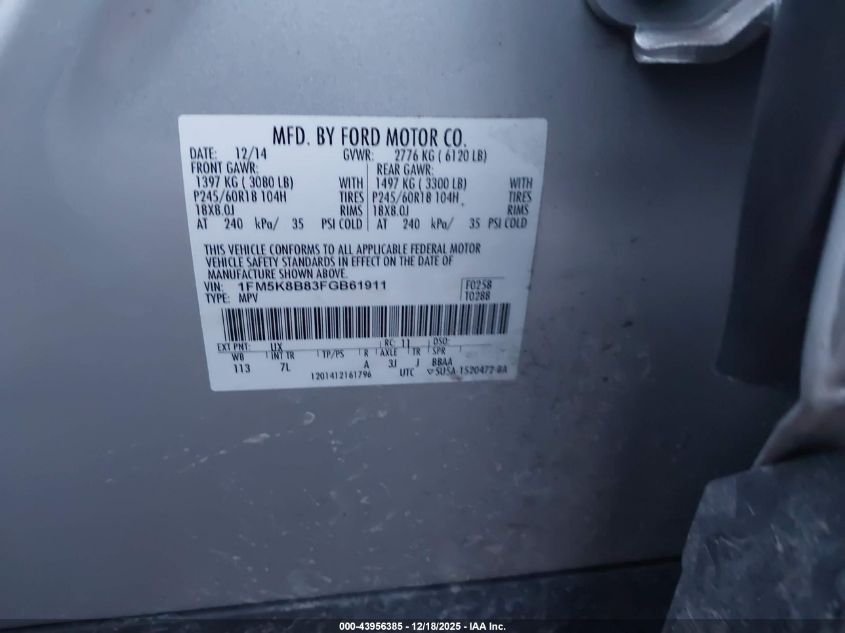 MFD. BY FORD MOTOR CO.
DATE: 12/14 GVWR: 2776 KG ( 6120 LB)
FRONT GAWR: REAR GAWR:
1397 KG ( 3080 LB) WITH 1497 KG ( 3300 LB) WITH
P245/60R18 104H TIRES P245/60R18 104H TIRES
18X8.0J RIMS 18X8.0J RIMS
AT 240 kPa/ 35 PSI COLD AT 240 kPa/ 35 PSI COLD
THIS VEHICLE CONFORMS TO ALL APPLICABLE FEDERAL MOTOR
VEHICLE SAFETY STANDARDS IN EFFECT ON THE DATE OF
MANUFACTURE SHOWN ABOVE.
VIN: 1FM5K8B83FGB61911 F0258
TYPE: MPV T0288
EXT PNT: UX RC: 11 DSO:
WB INT TR TP/PS R AXLE TR SPR
113 7L A 3J J BBAA
1201412161796 UTC SUSA-1520472-BA
000-43956385 - 12/18/2025 - IAA Inc.